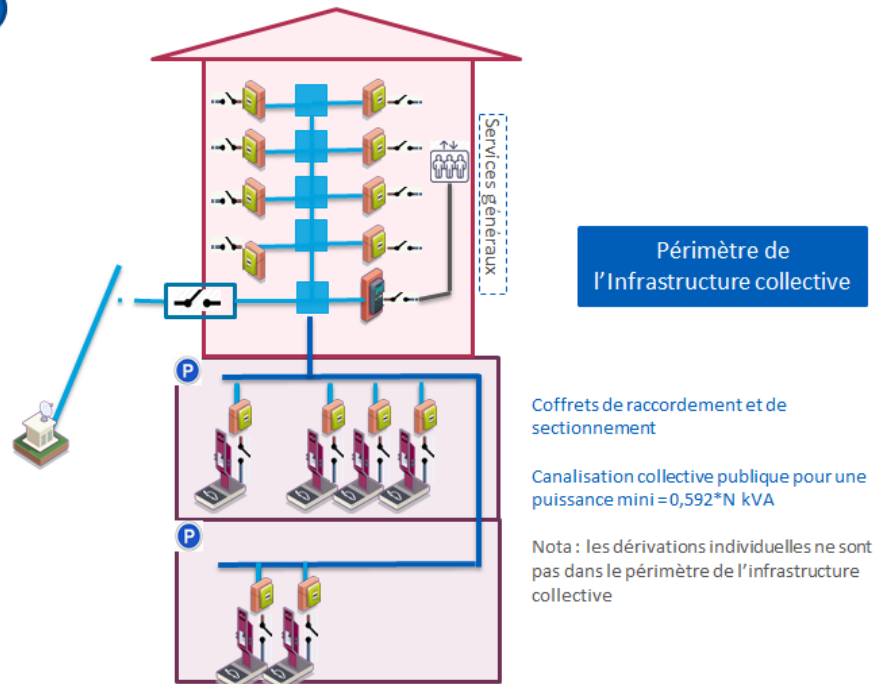 Services généraux
Périmètre de
l'Infrastructure collective
P
Coffrets de raccordement et de
sectionnement
Canalisation collective publique pour une
puissance mini =0,592*N kVA
P
Nota : les dérivations individuelles ne sont
pas dans le périmètre de l'infrastructure
collective